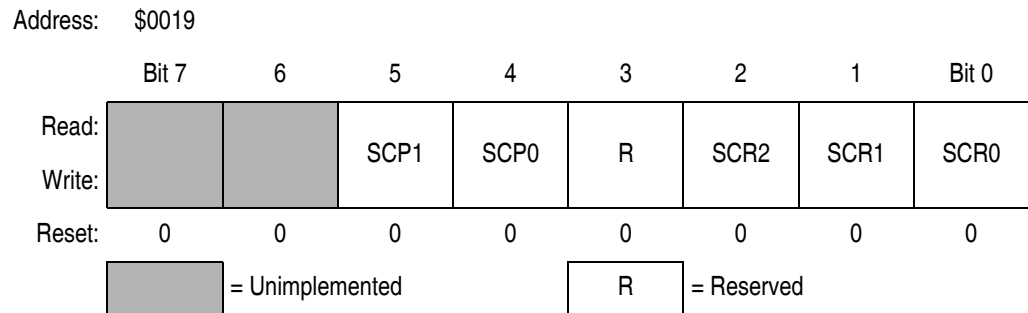 Address: $0019
Bit 7 6 5 4 3 2 1 Bit 0
Read:
SCP1 SCP0 R SCR2 SCR1 SCR0
Write:
Reset: 0 0 0 0 0 0 0 0
= Unimplemented R = Reserved